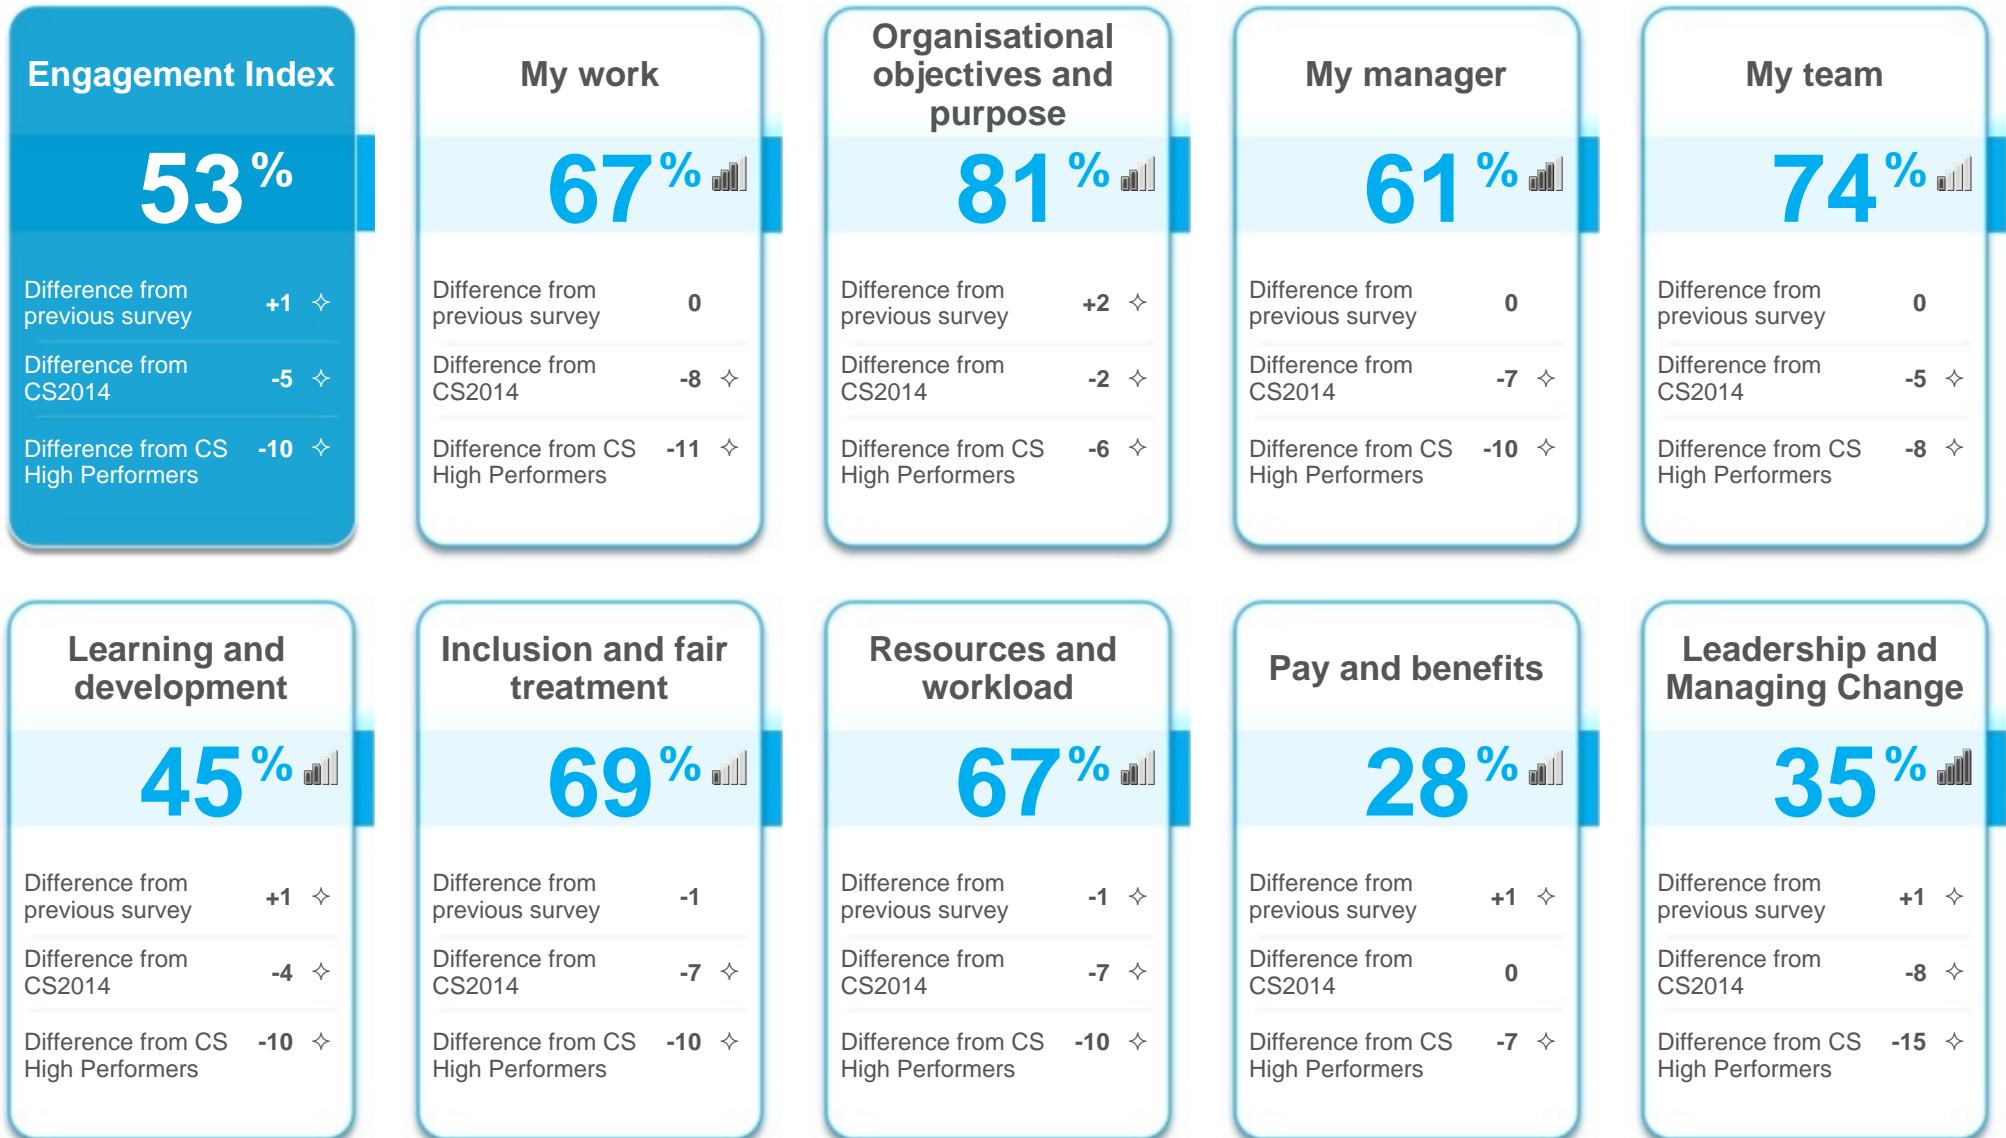 Engagement Index
53%
Difference from
previous survey +1 ✧
Difference from
CS2014 -5 ✧
Difference from CS
High Performers -10 ✧
My work
67%
Difference from
previous survey 0
Difference from
CS2014 -8 ✧
Difference from CS
High Performers -11 ✧
Organisational
objectives and
purpose
81%
Difference from
previous survey +2 ✧
Difference from
CS2014 -2 ✧
Difference from CS
High Performers -6 ✧
My manager
61%
Difference from
previous survey 0
Difference from
CS2014 -7 ✧
Difference from CS
High Performers -10 ✧
My team
74%
Difference from
previous survey 0
Difference from
CS2014 -5 ✧
Difference from CS
High Performers -8 ✧
Learning and
development
45%
Difference from
previous survey +1 ✧
Difference from
CS2014 -4 ✧
Difference from CS
High Performers -10 ✧
Inclusion and fair
treatment
69%
Difference from
previous survey -1
Difference from
CS2014 -7 ✧
Difference from CS
High Performers -10 ✧
Resources and
workload
67%
Difference from
previous survey -1 ✧
Difference from
CS2014 -7 ✧
Difference from CS
High Performers -10 ✧
Pay and benefits
28%
Difference from
previous survey +1 ✧
Difference from
CS2014 0
Difference from CS
High Performers -7 ✧
Leadership and
Managing Change
35%
Difference from
previous survey +1 ✧
Difference from
CS2014 -8 ✧
Difference from CS
High Performers -15 ✧